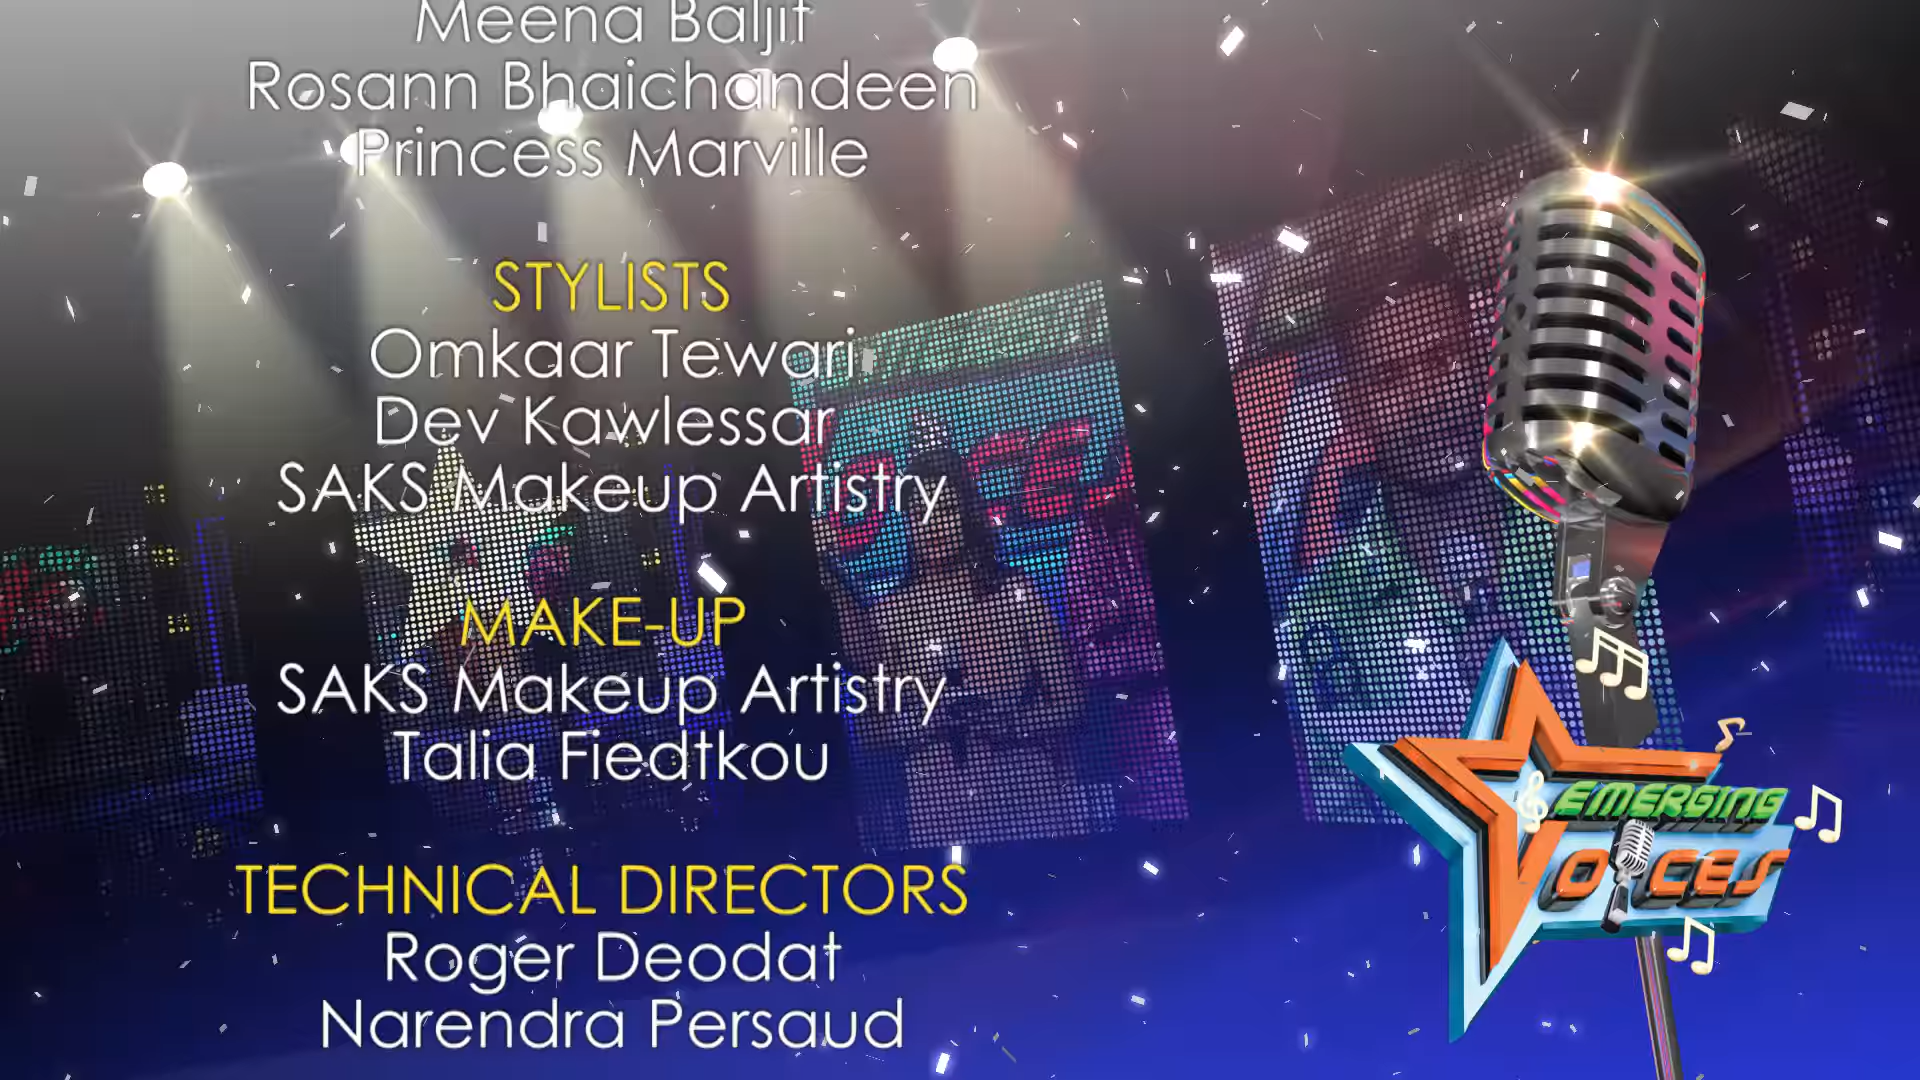 Meena Baljit
Rosann Bhaichandeen
Princess Marville
STYLISTS
Omkaar Tewari
Dev Kawlessar
SAKS Makeup Artistry
MAKE-UP
SAKS Makeup Artistry
Talia Fiedtkou
TECHNICAL DIRECTORS
Roger Deodat
Narendra Persaud
EMERGING
VOICES